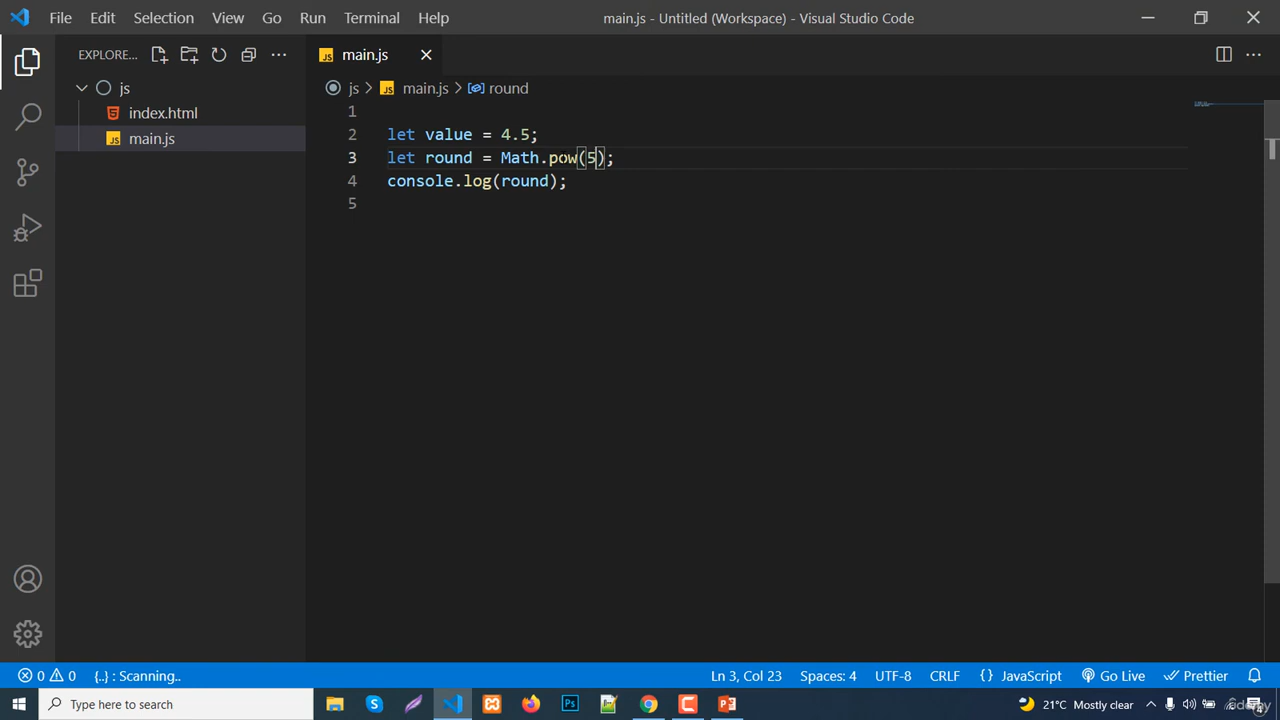 File Edit Selection View Go Run Terminal Help main.js - Untitled (Workspace) - Visual Studio Code
EXPLORE... JS main.js
js JS main.js round
js
index.html
JS main.js
1
2 let value = 4.5;
3 let round = Math.pow(5);
4 console.log(round);
5
0 0 {..} : Scanning.. Ln 3, Col 23 Spaces: 4 UTF-8 CRLF {} JavaScript Go Live Prettier
Type here to search 21°C Mostly clear